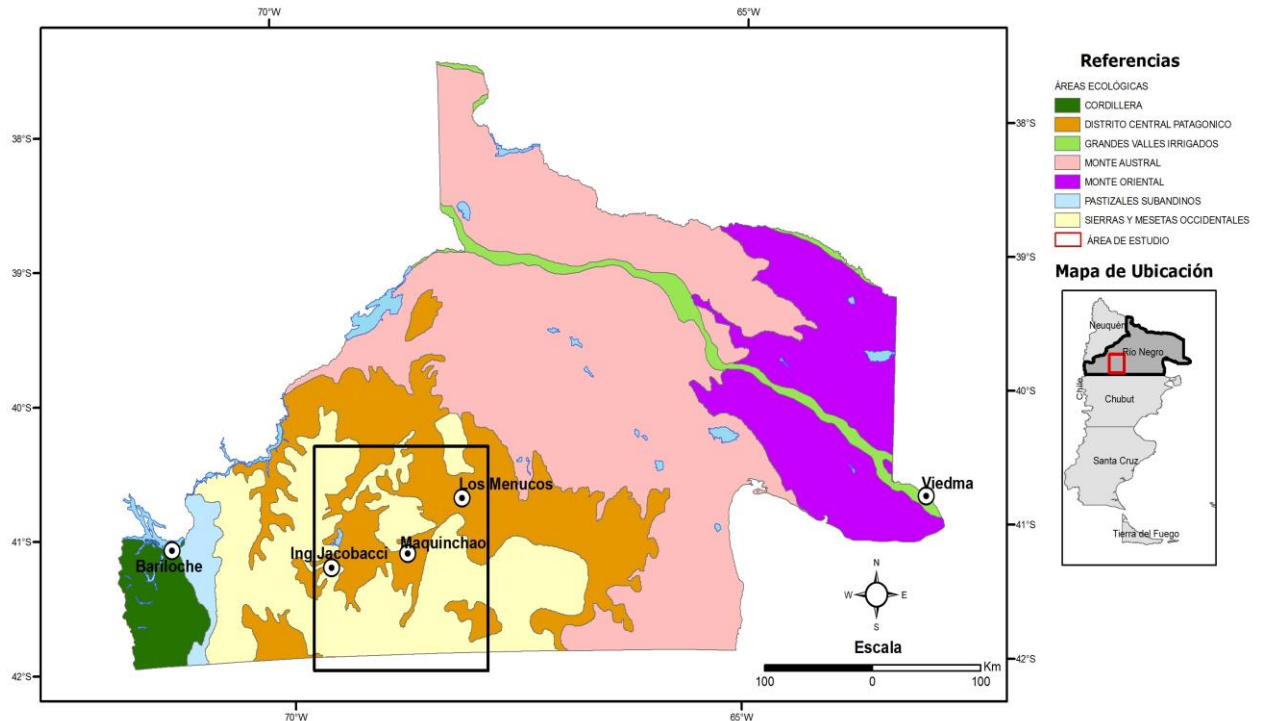 70°W
65°W
38°S
39°S
40°S
41°S
42°S
38°S
39°S
40°S
41°S
42°S
70°W
65°W
Los Menucos
Maquinchao
Ing Jacobacci
Bariloche
Viedma
N
W
E
S
Escala
Km
100
0
100
Referencias
ÁREAS ECOLÓGICAS
CORDILLERA
DISTRITO CENTRAL PATAGONICO
GRANDES VALLES IRRIGADOS
MONTE AUSTRAL
MONTE ORIENTAL
PASTIZALES SUBANDINOS
SIERRAS Y MESETAS OCCIDENTALES
ÁREA DE ESTUDIO
Mapa de Ubicación
Neuquén
Río Negro
Chile
Chubut
Santa Cruz
Tierra del Fuego